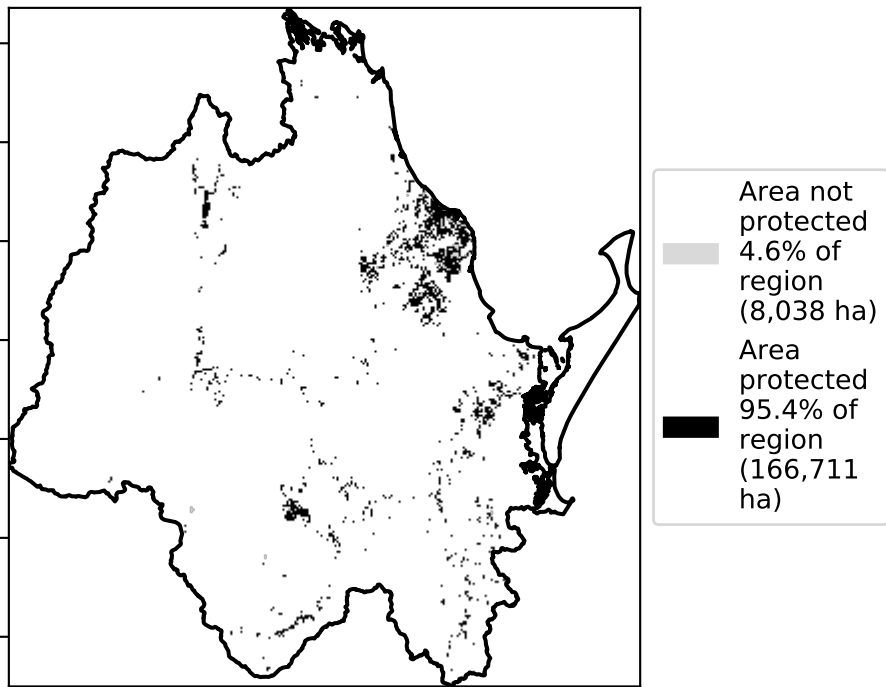 Area not
protected
4.6% of
region
(8,038 ha)
Area
protected
95.4% of
region
(166,711
ha)